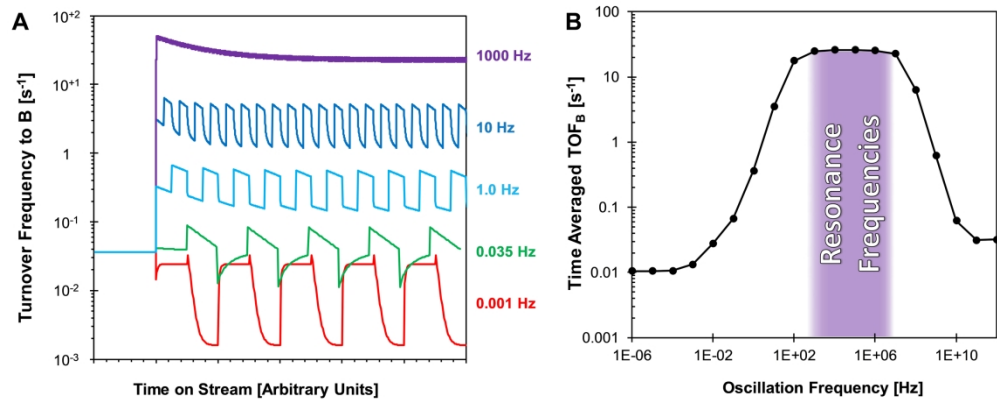 A
Turnover Frequency to B [s-1]
10+2
10+1
1
10-1
10-2
10-3
1000 Hz
10 Hz
1.0 Hz
0.035 Hz
0.001 Hz
Time on Stream [Arbitrary Units]
B
Time Averaged TOFB [s-1]
100
10
1
0.1
0.01
0.001
Resonance
Frequencies
1E-06
1E-02
1E+02
1E+06
1E+10
Oscillation Frequency [Hz]